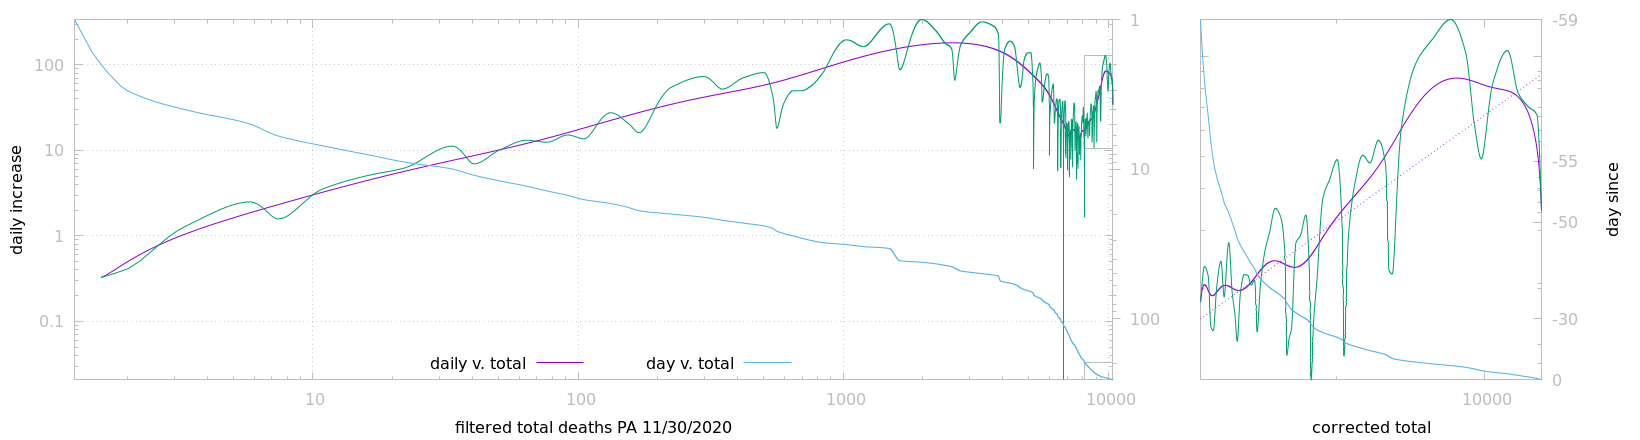 daily increase
100
10
1
0.1
daily v. total
day v. total
10
100
1000
10000
filtered total deaths PA 11/30/2020
1
10
100
-59
-55
-50
-30
0
day since
10000
corrected total